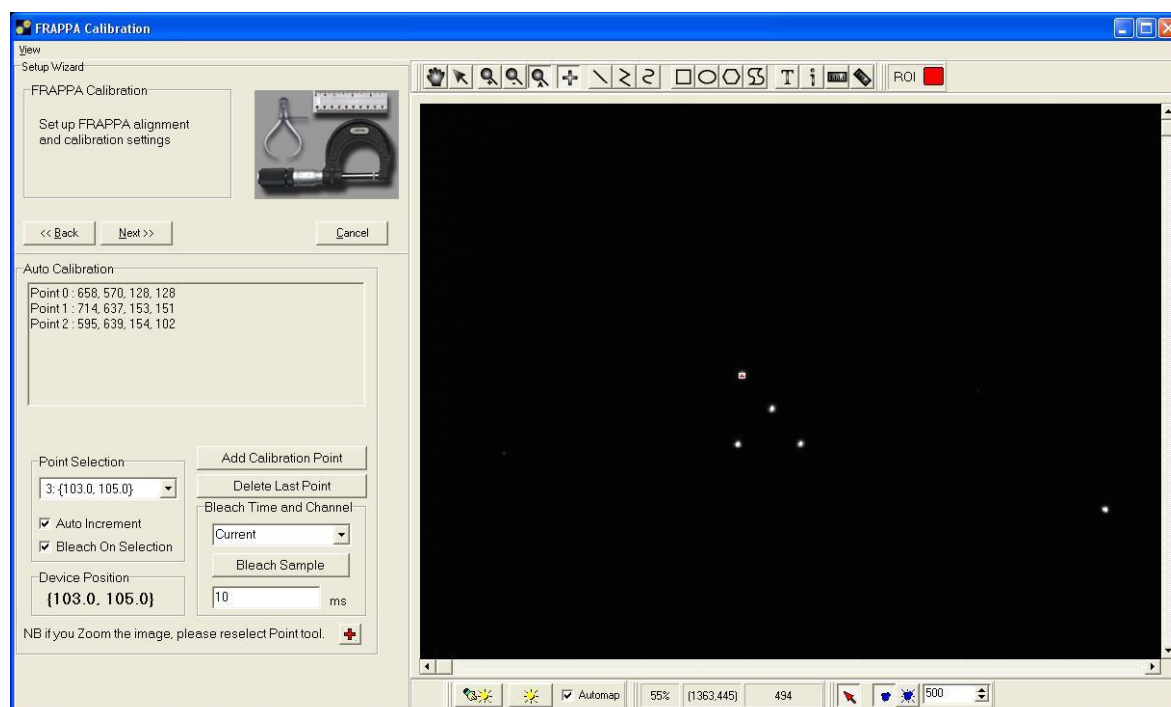 FRAPPA Calibration
View
Setup Wizard
FRAPPA Calibration
Set up FRAPPA alignment
and calibration settings
<< Back
Next >>
Cancel
ROI
Auto Calibration
Point 0 : 658, 570, 128, 128
Point 1 : 714, 637, 153, 151
Point 2 : 595, 639, 154, 102
Point Selection
3: {103.0, 105.0}
Auto Increment
Bleach On Selection
Device Position
{103.0, 105.0}
Add Calibration Point
Delete Last Point
Bleach Time and Channel
Current
Bleach Sample
10 ms
NB if you Zoom the image, please reselect Point tool.
Automap
55%
(1363,445)
494
500